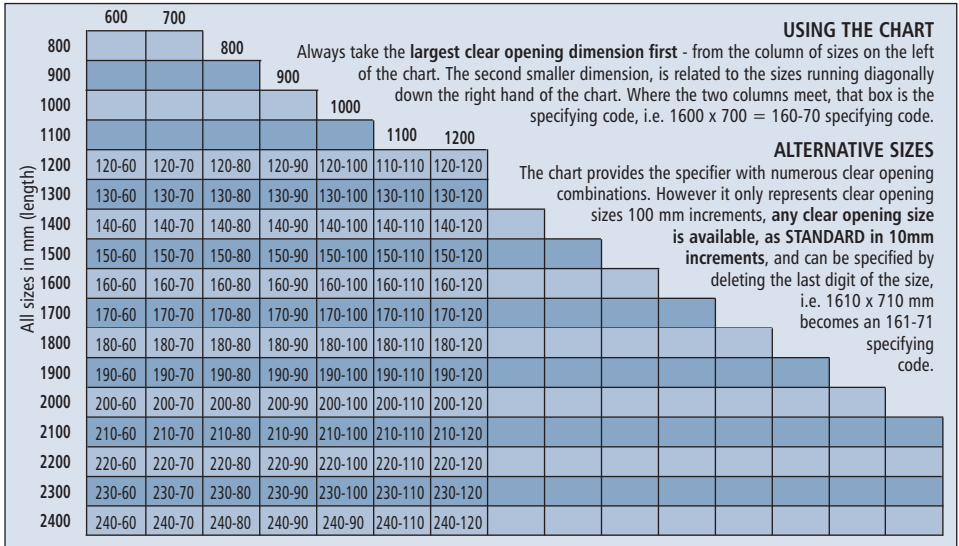 600 700
800 800
900 900
1000 1000
1100 1100 1200
USING THE CHART
Always take the largest clear opening dimension first - from the column of sizes on the left
of the chart. The second smaller dimension, is related to the sizes running diagonally
down the right hand of the chart. Where the two columns meet, that box is the
specifying code, i.e. 1600 x 700 = 160-70 specifying code.
ALTERNATIVE SIZES
The chart provides the specifier with numerous clear opening
combinations. However it only represents clear opening
sizes 100 mm increments, any clear opening size
is available, as STANDARD in 10mm
increments, and can be specified by
deleting the last digit of the size,
i.e. 1610 x 710 mm
becomes an 161-71
specifying
code.
All sizes in mm (length)
1200 120-60 120-70 120-80 120-90 120-100 110-110 120-120
1300 130-60 130-70 130-80 130-90 130-100 130-110 130-120
1400 140-60 140-70 140-80 140-90 140-100 140-110 140-120
1500 150-60 150-70 150-80 150-90 150-100 150-110 150-120
1600 160-60 160-70 160-80 160-90 160-100 160-110 160-120
1700 170-60 170-70 170-80 170-90 170-100 170-110 170-120
1800 180-60 180-70 180-80 180-90 180-100 180-110 180-120
1900 190-60 190-70 190-80 190-90 190-100 190-110 190-120
2000 200-60 200-70 200-80 200-90 200-100 200-110 200-120
2100 210-60 210-70 210-80 210-90 210-100 210-110 210-120
2200 220-60 220-70 220-80 220-90 220-100 220-110 220-120
2300 230-60 230-70 230-80 230-90 230-100 230-110 230-120
2400 240-60 240-70 240-80 240-90 240-90 240-110 240-120